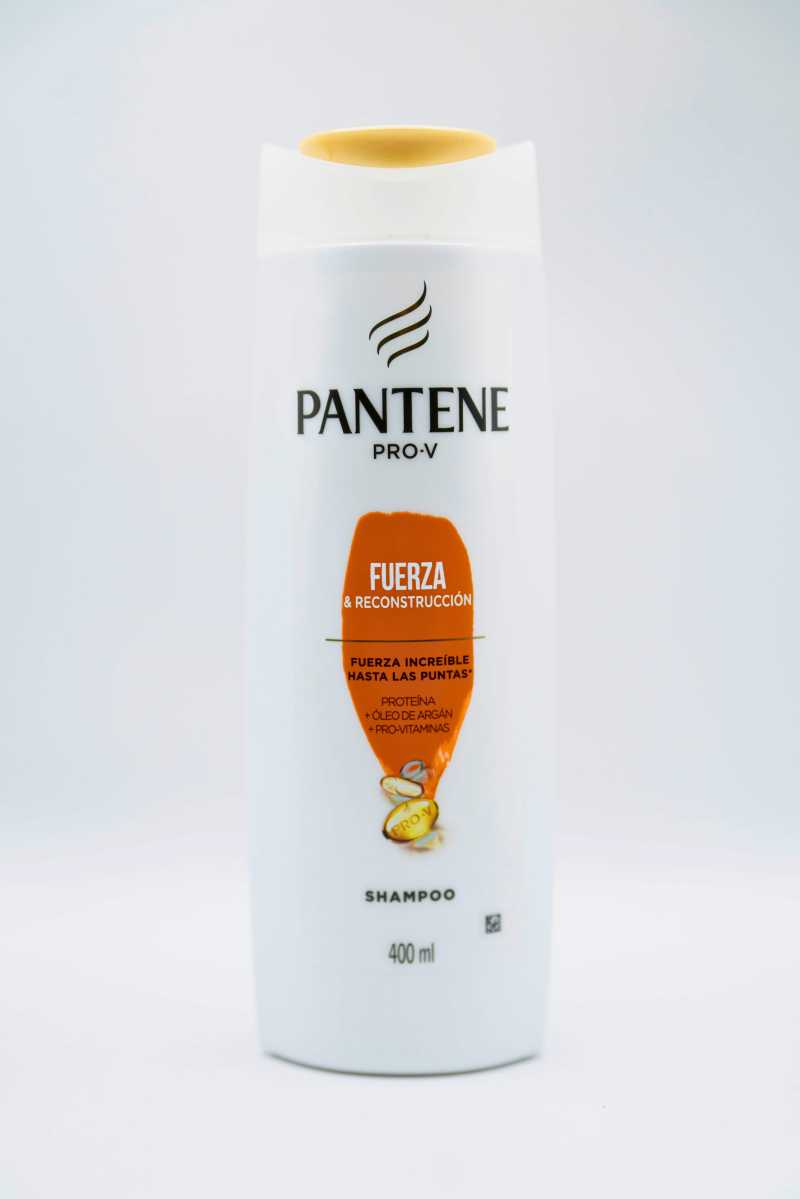 PANTENE
PRO-V
FUERZA
& RECONSTRUCCIÓN
FUERZA INCREÍBLE
HASTA LAS PUNTAS*
PROTEÍNA
+ ÓLEO DE ARGÁN
+ PRO-VITAMINAS
PRO-V
SHAMPOO
400 ml